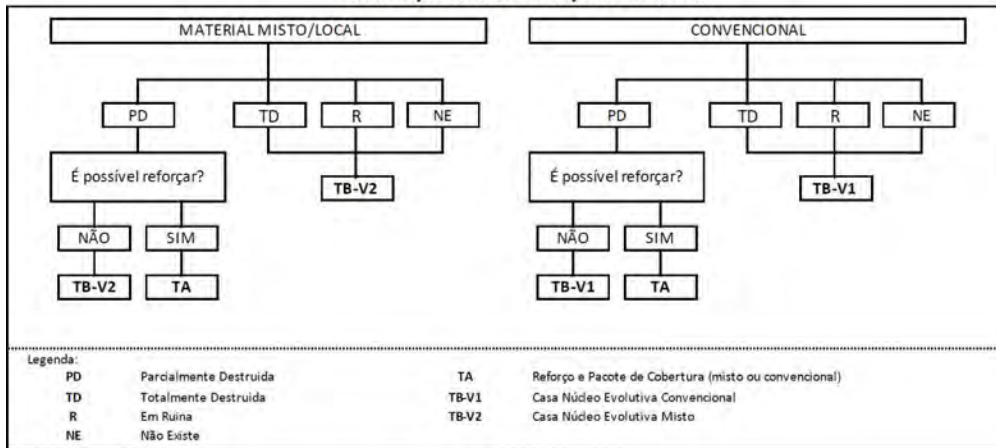 MATERIAL MISTO/LOCAL CONVENCIONAL
PD TD R NE PD TD R NE
É possível reforçar? TB-V2 É possível reforçar? TB-V1
NÃO SIM NÃO SIM
TB-V2 TA TB-V1 TA
Legenda:
PD Parcialmente Destruida TA Reforço e Pacote de Cobertura (misto ou convencional)
TD Totalmente Destruida TB-V1 Casa Núcleo Evolutiva Convencional
R Em Ruina TB-V2 Casa Núcleo Evolutiva Misto
NE Não Existe